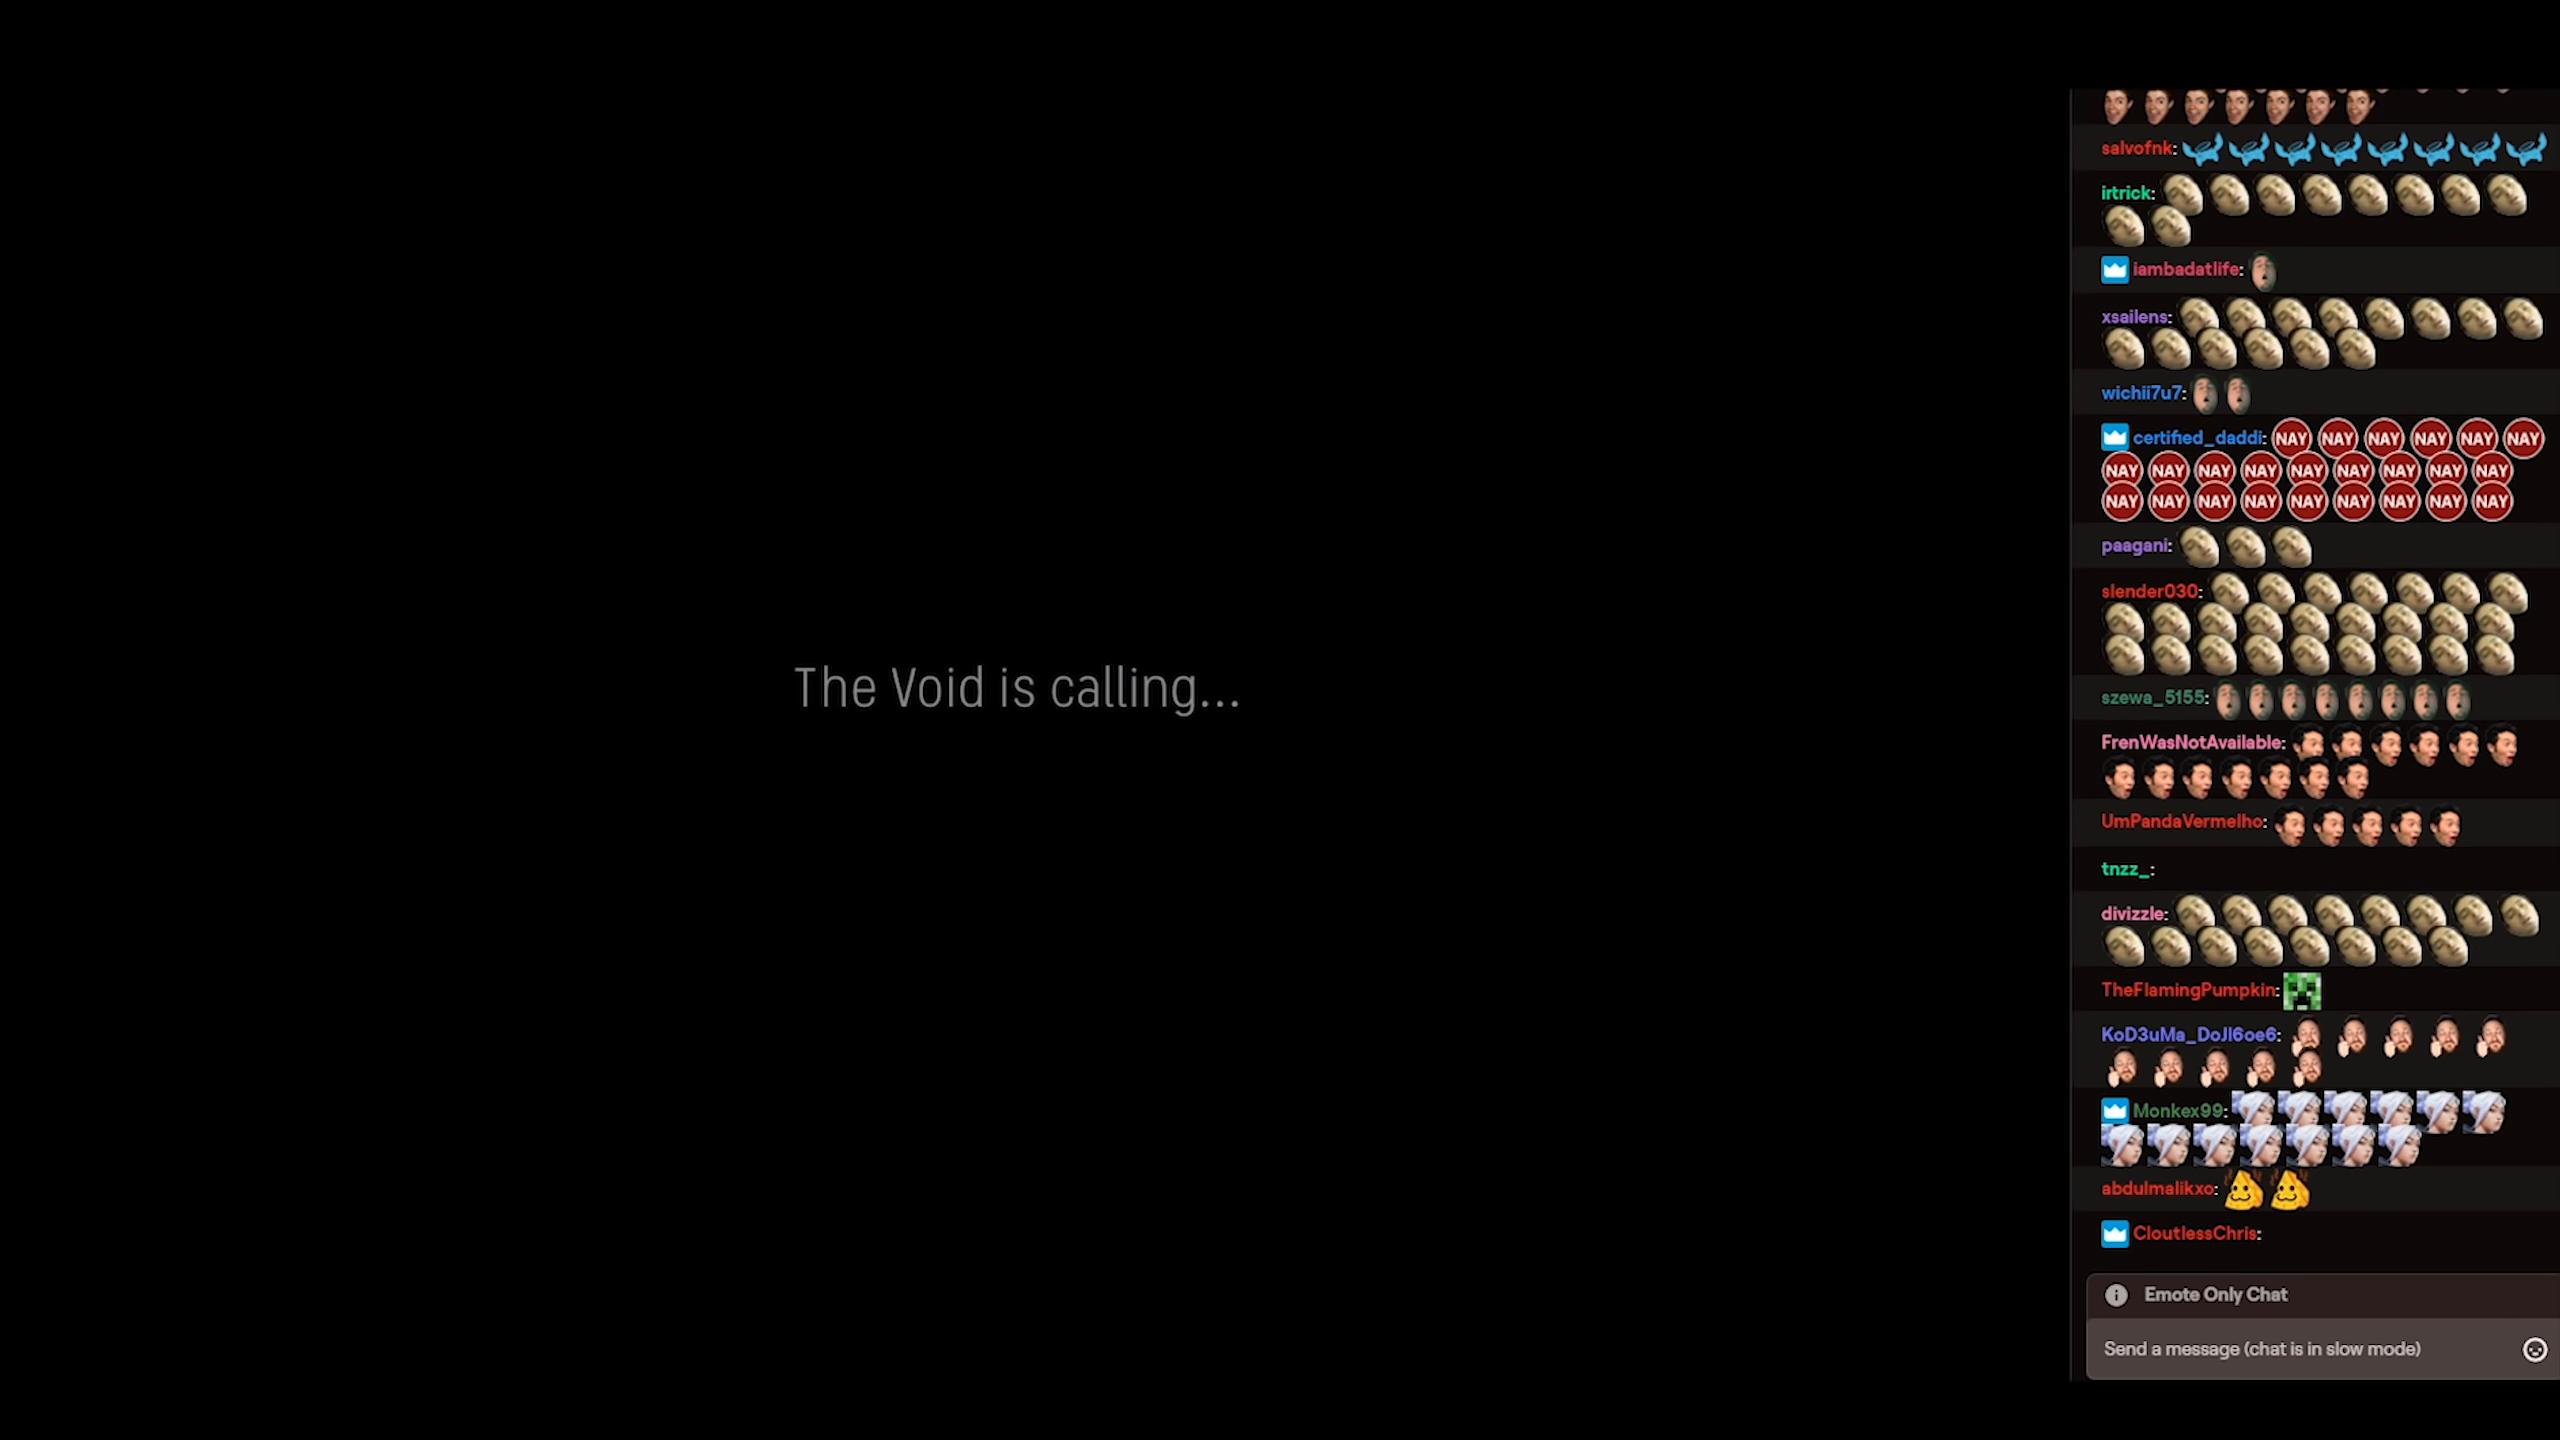 The Void is calling...
salvofnk:
irtrick:
iambadatlife:
xsailens:
wichii7u7:
certified_daddi: NAY NAY NAY NAY NAY NAY
NAY NAY NAY NAY NAY NAY NAY NAY NAY
NAY NAY NAY NAY NAY NAY NAY NAY NAY
paagani:
slender030:
szewa_5155:
FrenWasNotAvailable:
UmPandaVermelho:
tnzz_:
divizzle:
TheFlamingPumpkin:
KoD3uMa_DoJl6oe6:
Monkex99:
abdulmalikxo:
CloutlessChris:
Emote Only Chat
Send a message (chat is in slow mode)